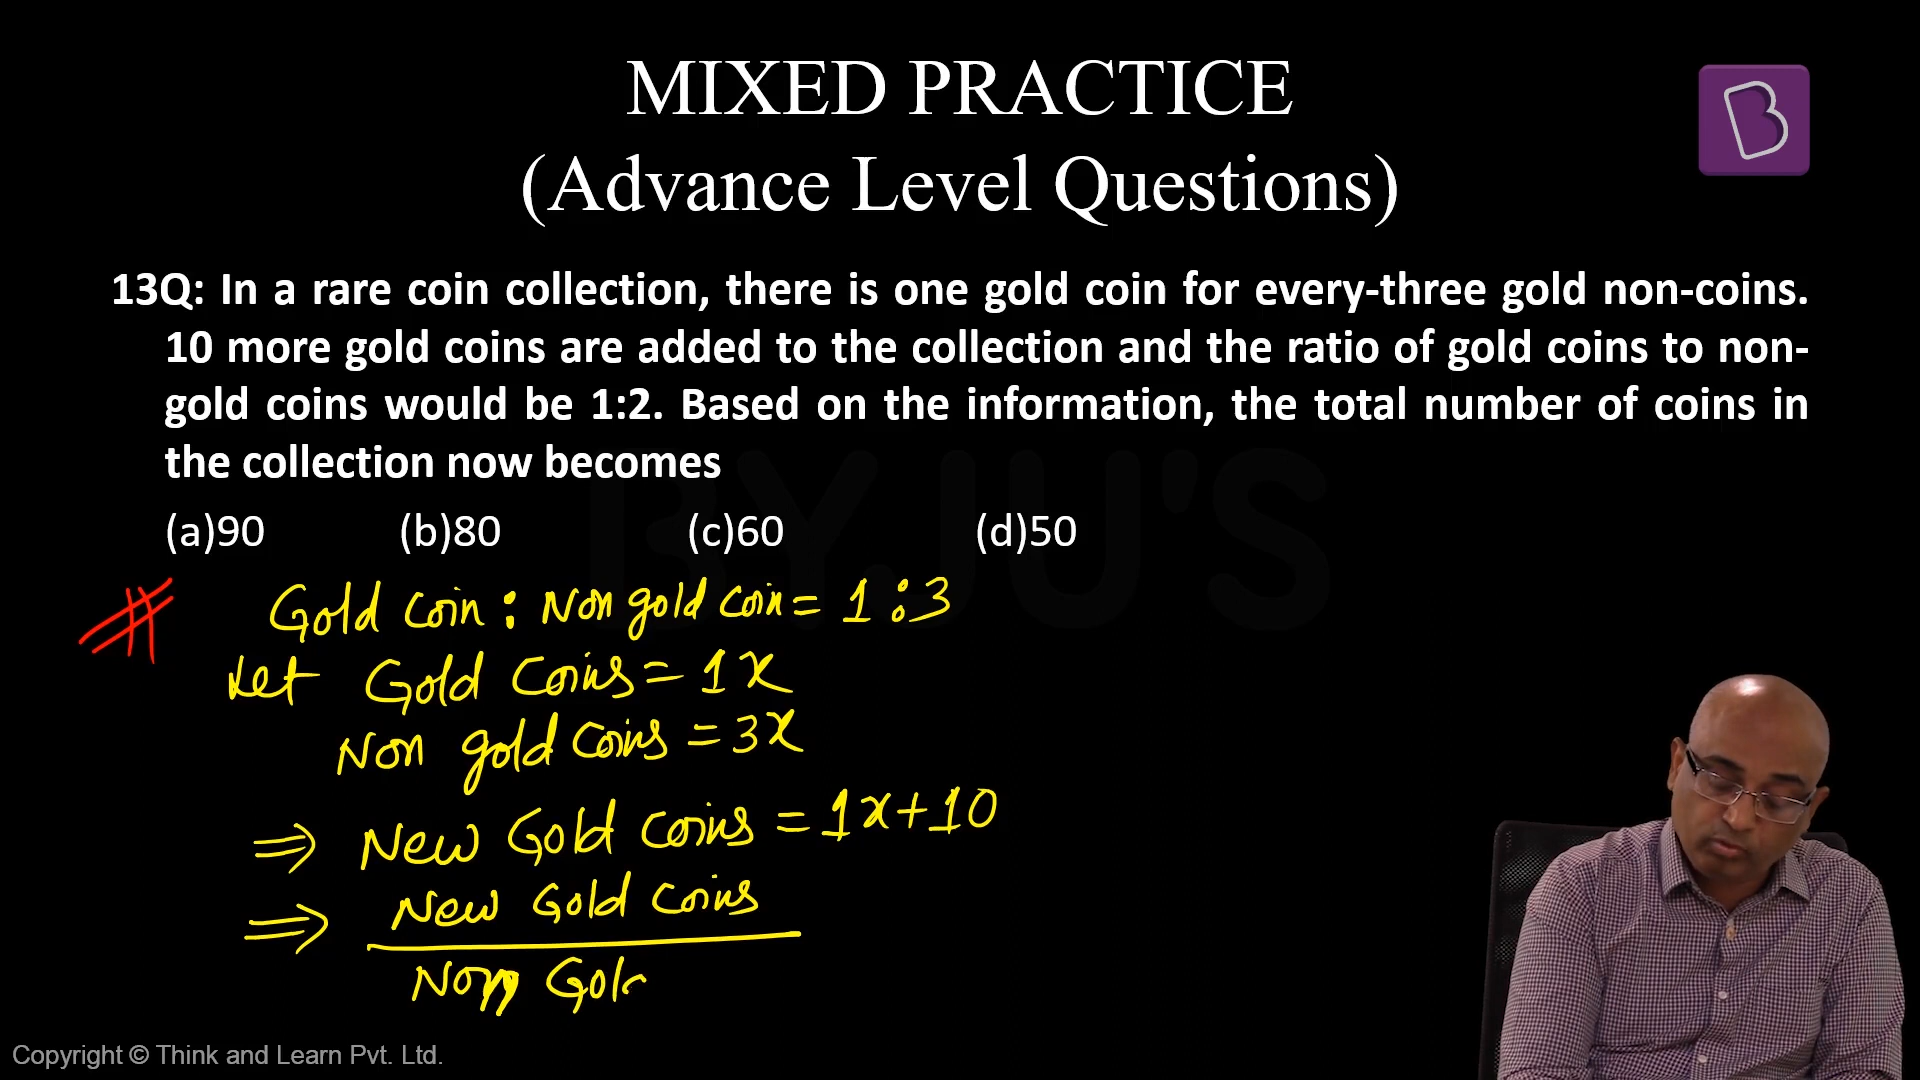 MIXED PRACTICE
(Advance Level Questions)
13Q: In a rare coin collection, there is one gold coin for every-three gold non-coins.
10 more gold coins are added to the collection and the ratio of gold coins to non-
gold coins would be 1:2. Based on the information, the total number of coins in
the collection now becomes
(a)90 (b)80 (c)60 (d)50
BYJU'S
Gold coin : Non gold coin = 1 : 3
Let Gold coins = 1x
Non gold coins = 3x
⇒ New Gold coins = 1x+10
⇒ New Gold coins
Non Gol
Copyright © Think and Learn Pvt. Ltd.